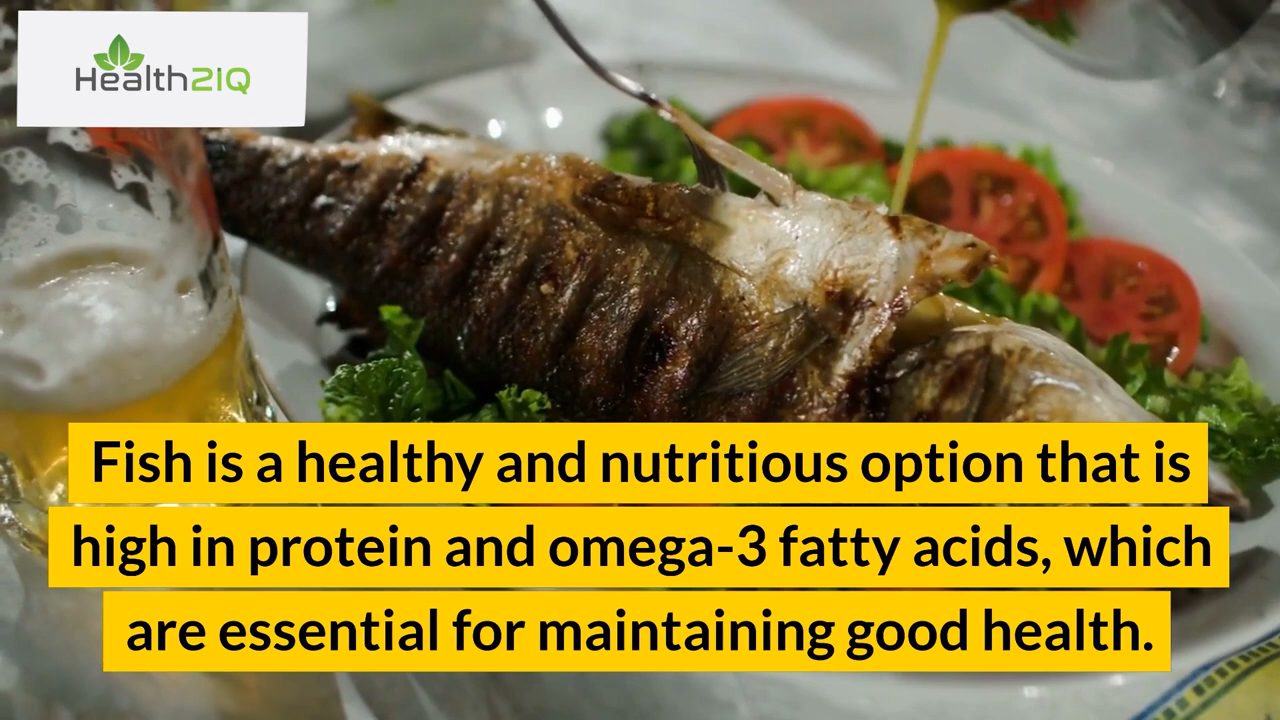 Health2IQ
Fish is a healthy and nutritious option that is
high in protein and omega-3 fatty acids, which
are essential for maintaining good health.